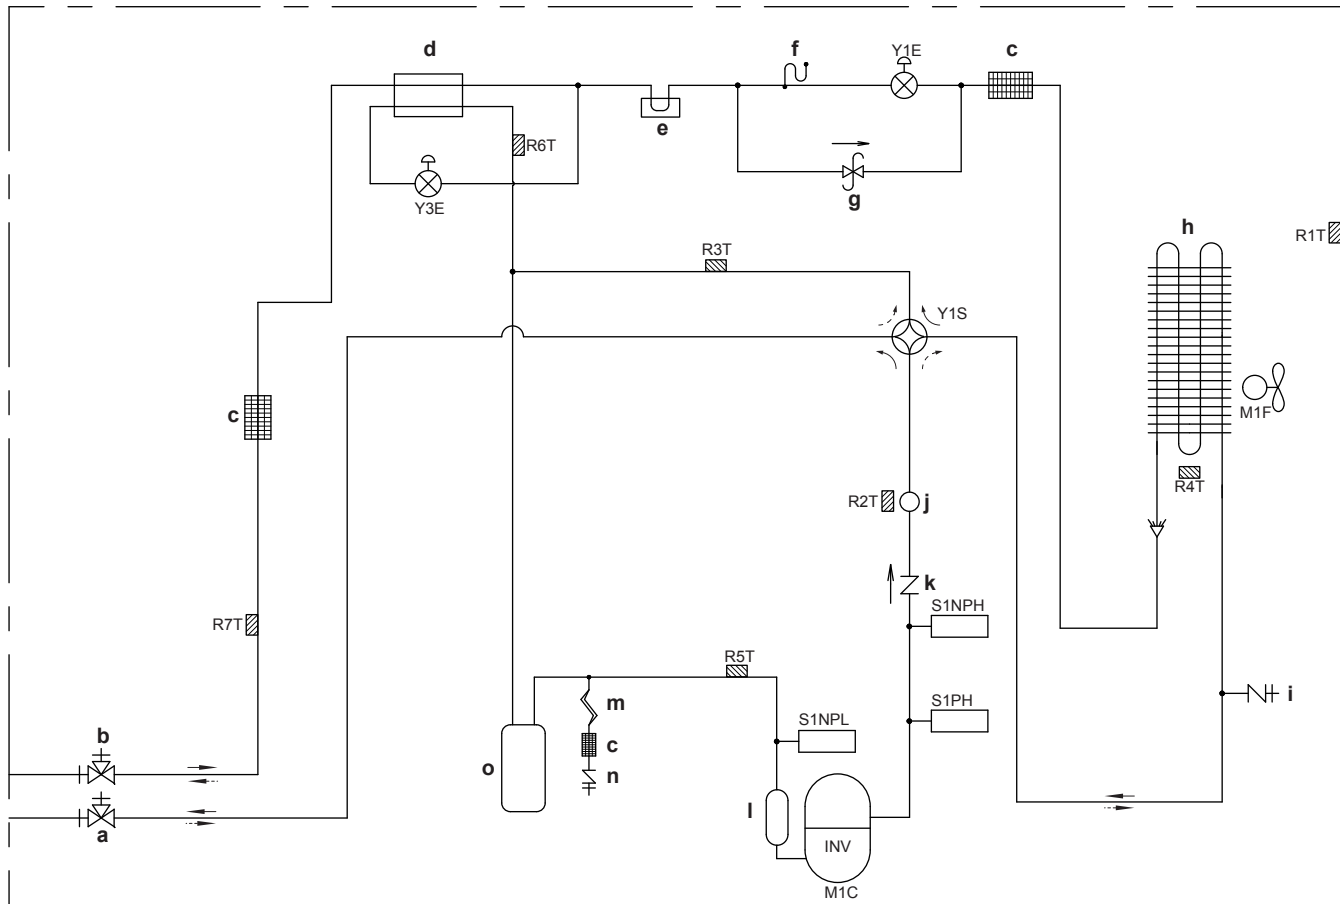 d
f
Y1E
c
e
R6T
Y3E
g
h
R1T
R3T
Y1S
c
M1F
R4T
R2T
j
k
S1NPH
R7T
R5T
m
S1NPL
S1PH
i
b
c
o
n
l
a
INV
M1C